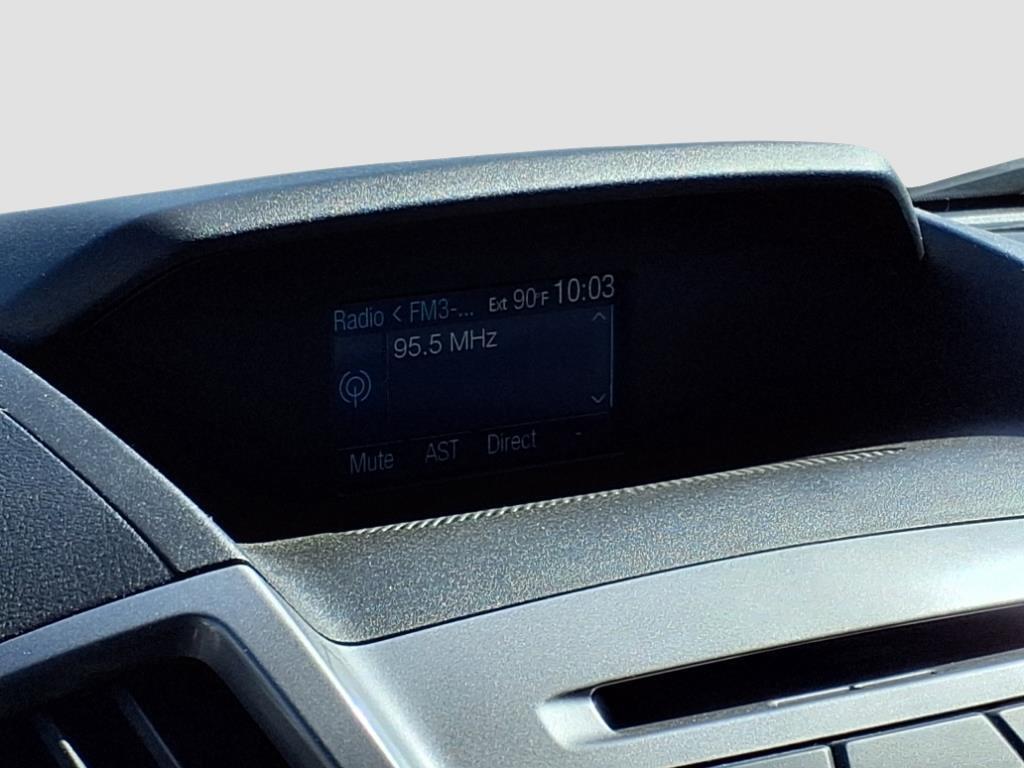 Radio < FM3-... Ext 90°F 10:03
95.5 MHz
Mute AST Direct -